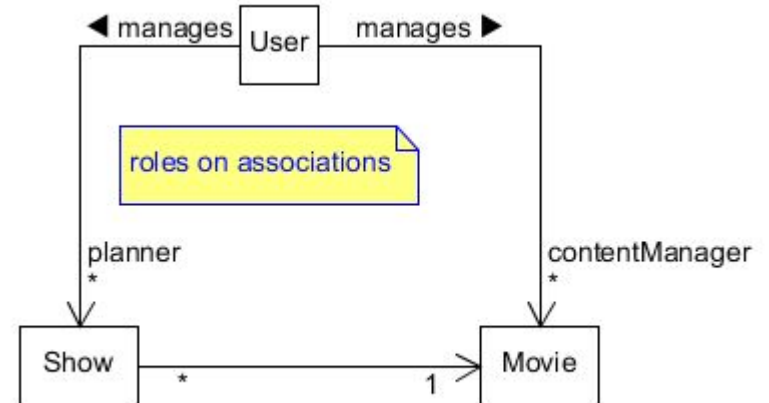 ◀ manages
User
manages ▶
roles on associations
planner
*
contentManager
*
Show
*
1
Movie